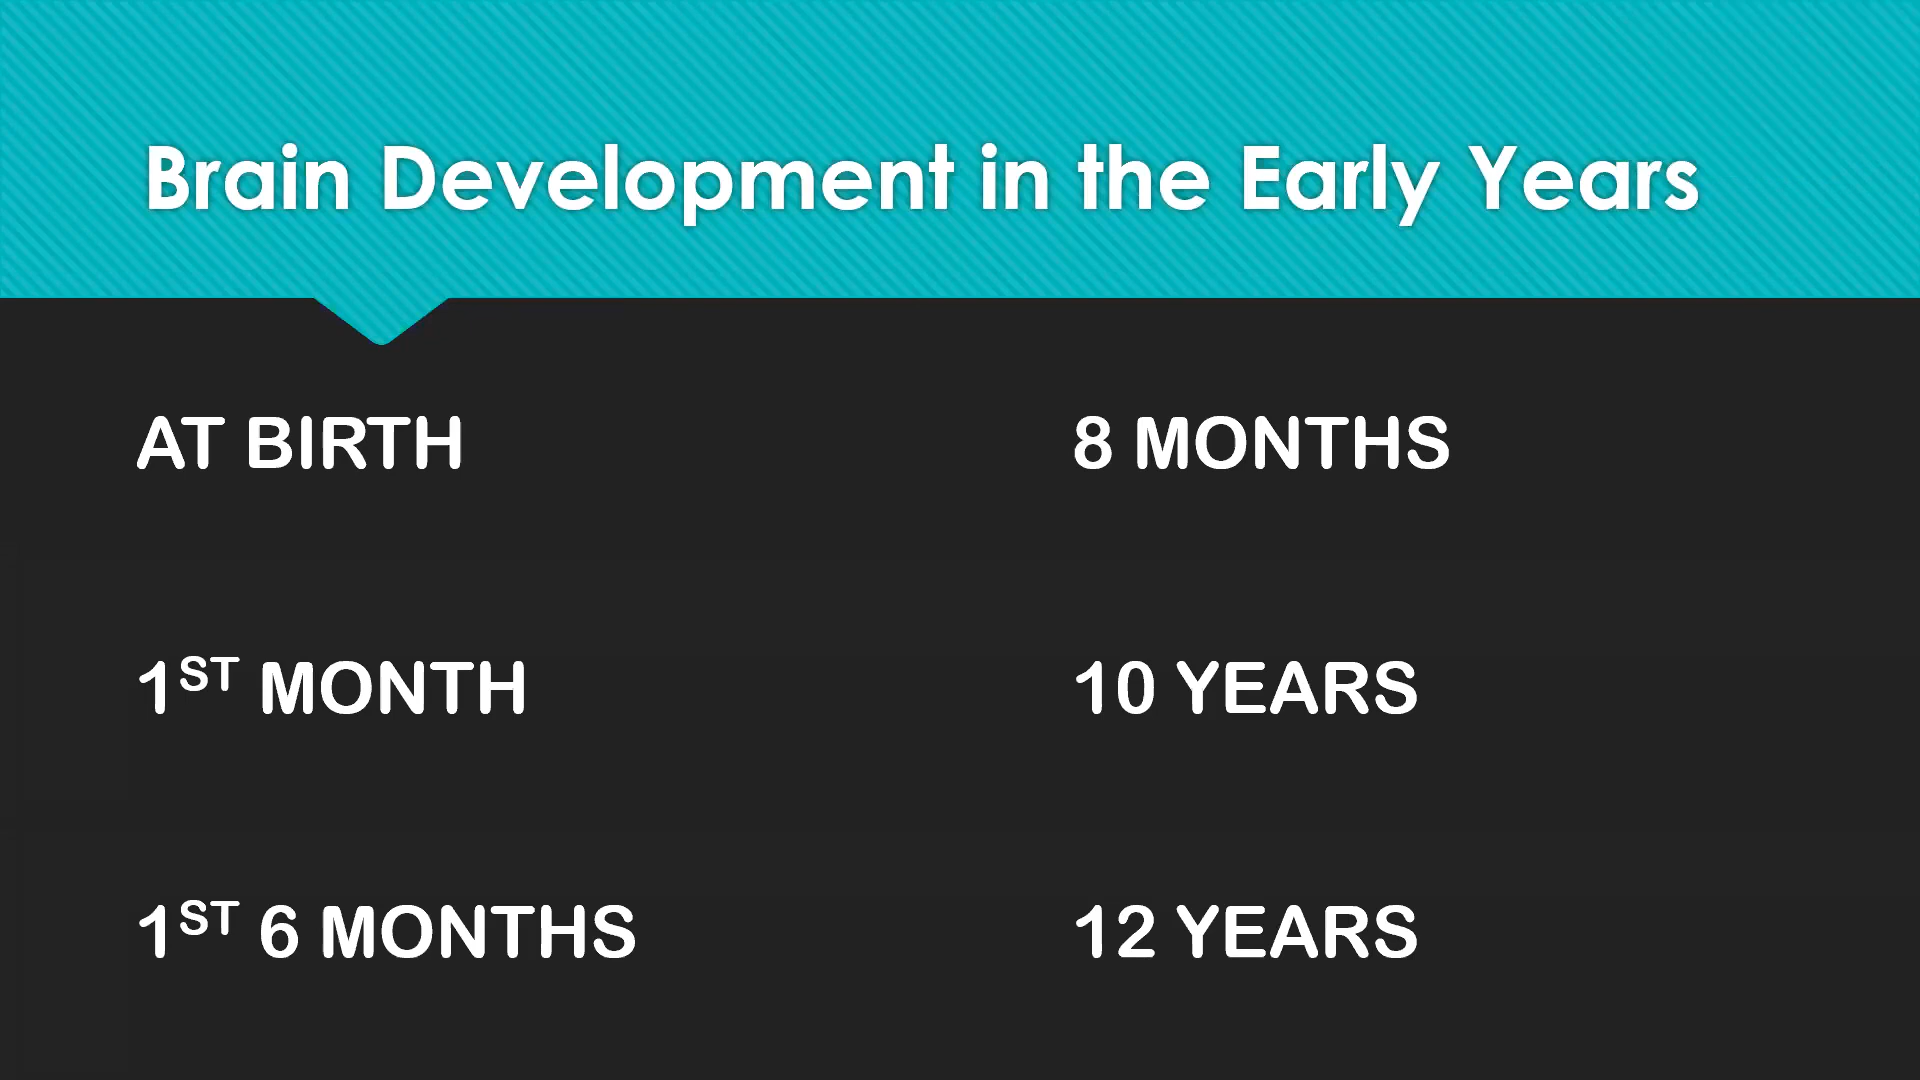 Brain Development in the Early Years
AT BIRTH
1ST MONTH
1ST 6 MONTHS
8 MONTHS
10 YEARS
12 YEARS